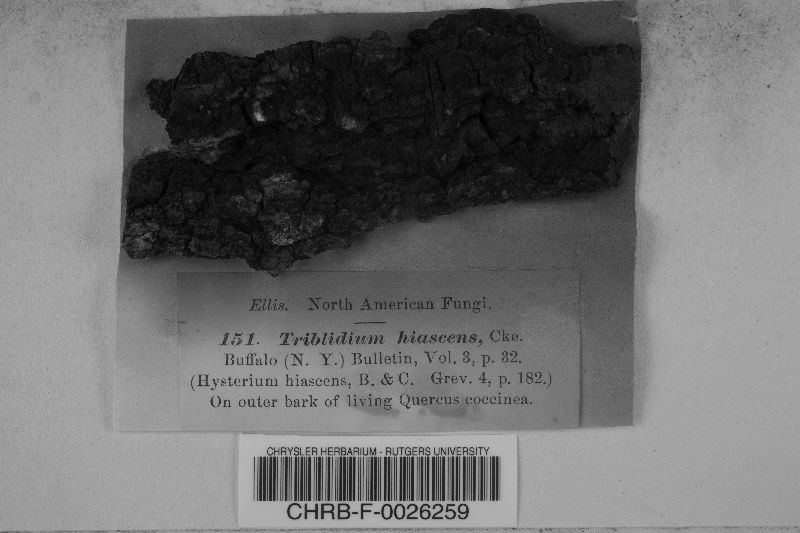 Ellis. North American Fungi.
151. Triblidium hiascens, Cke.
Buffalo (N. Y.) Bulletin, Vol. 3, p. 32.
(Hysterium hiascens, B. & C. Grev. 4, p. 182.)
On outer bark of living Quercus coccinea.
CHRYSLER HERBARIUM - RUTGERS UNIVERSITY
CHRB-F-0026259